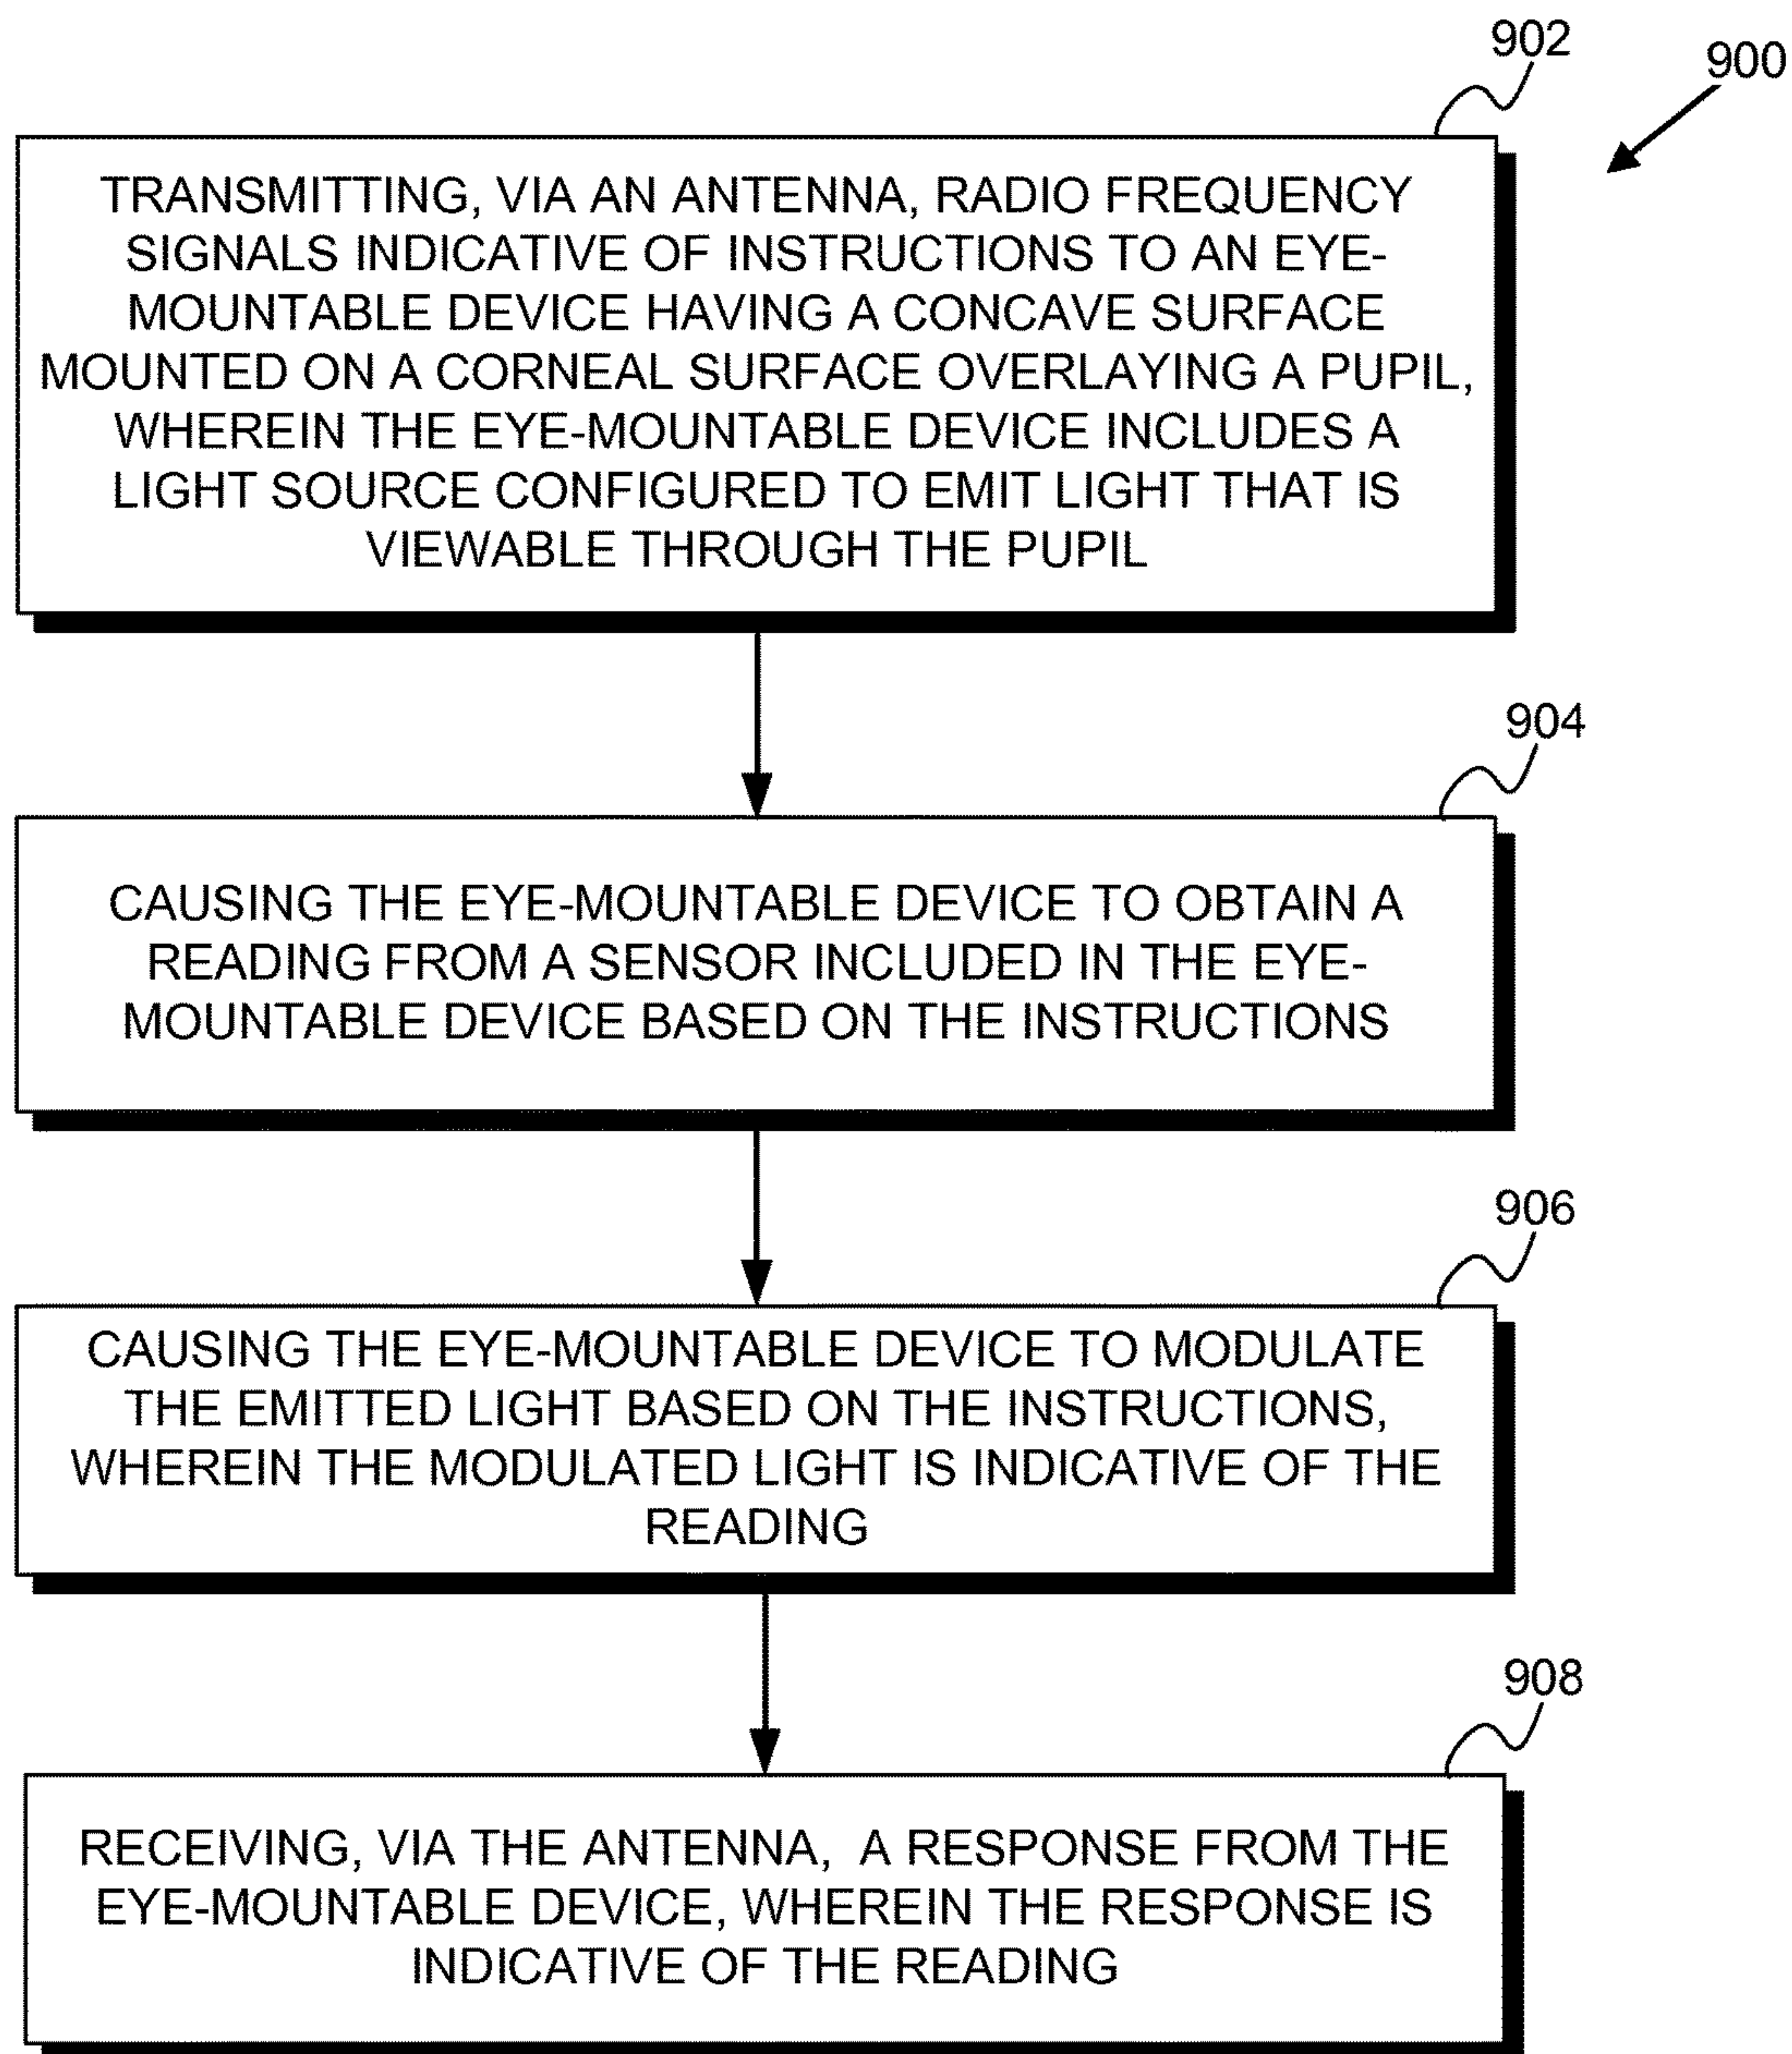 902
900
TRANSMITTING, VIA AN ANTENNA, RADIO FREQUENCY
SIGNALS INDICATIVE OF INSTRUCTIONS TO AN EYE-
MOUNTABLE DEVICE HAVING A CONCAVE SURFACE
MOUNTED ON A CORNEAL SURFACE OVERLAYING A PUPIL,
WHEREIN THE EYE-MOUNTABLE DEVICE INCLUDES A
LIGHT SOURCE CONFIGURED TO EMIT LIGHT THAT IS
VIEWABLE THROUGH THE PUPIL
904
CAUSING THE EYE-MOUNTABLE DEVICE TO OBTAIN A
READING FROM A SENSOR INCLUDED IN THE EYE-
MOUNTABLE DEVICE BASED ON THE INSTRUCTIONS
906
CAUSING THE EYE-MOUNTABLE DEVICE TO MODULATE
THE EMITTED LIGHT BASED ON THE INSTRUCTIONS,
WHEREIN THE MODULATED LIGHT IS INDICATIVE OF THE
READING
908
RECEIVING, VIA THE ANTENNA, A RESPONSE FROM THE
EYE-MOUNTABLE DEVICE, WHEREIN THE RESPONSE IS
INDICATIVE OF THE READING